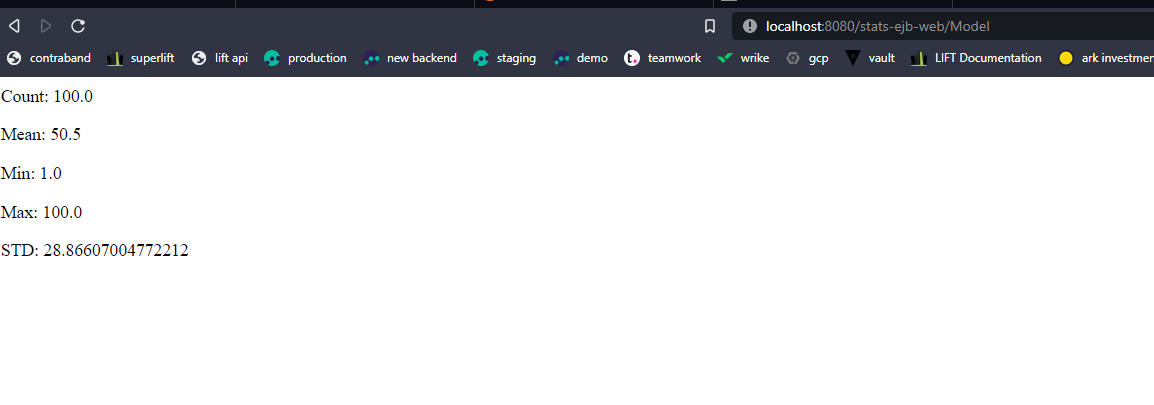 localhost:8080/stats-ejb-web/Model
contraband superlift lift api production new backend staging demo teamwork wrike gcp vault LIFT Documentation ark investmen
Count: 100.0
Mean: 50.5
Min: 1.0
Max: 100.0
STD: 28.86607004772212